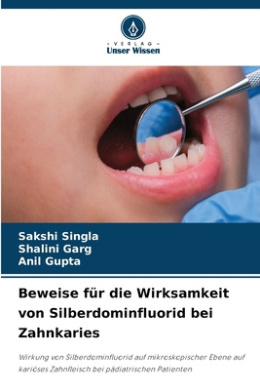 VERLAG
Unser Wissen
Sakshi Singla
Shalini Garg
Anil Gupta
Beweise für die Wirksamkeit
von Silberdominfluorid bei
Zahnkaries
Wirkung von Silberdominfluorid auf mikroskopischer Ebene auf
kariöses Zahnfleisch bei pädiatrischen Patienten